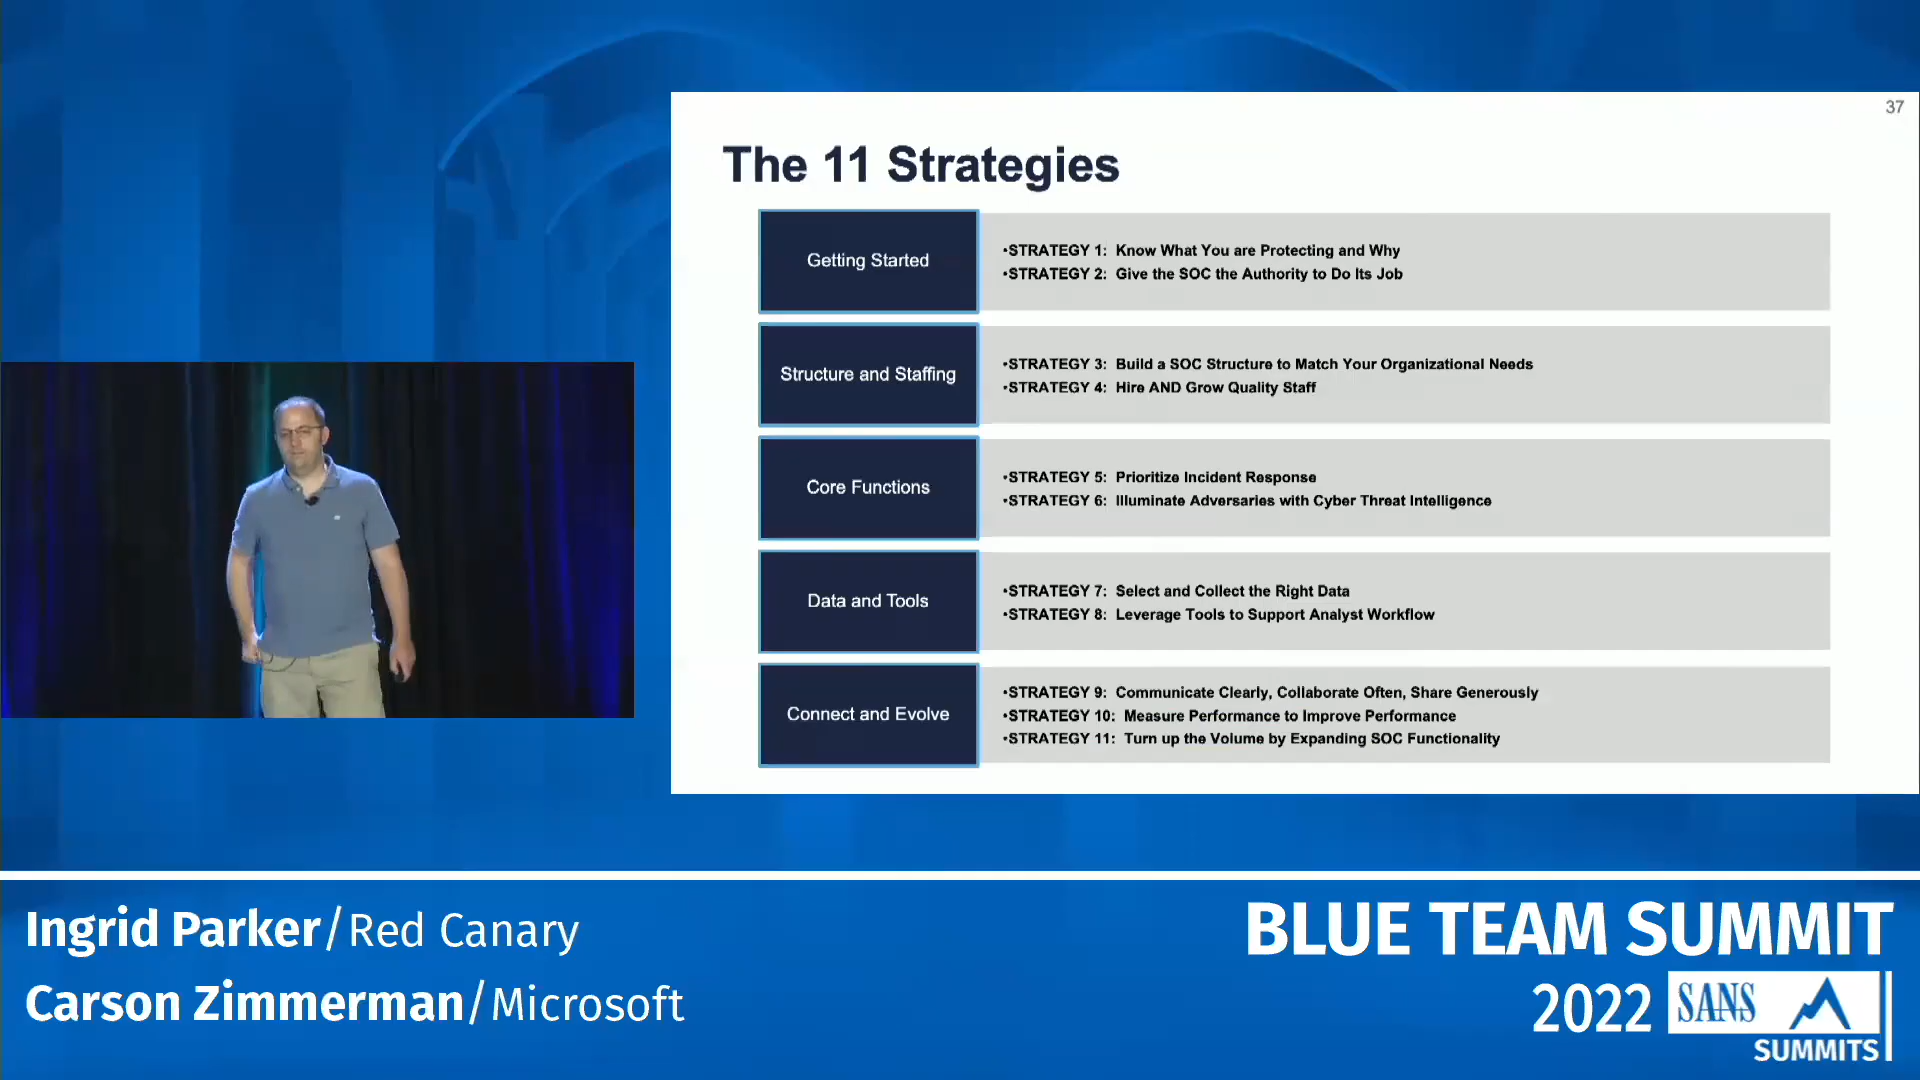 37
The 11 Strategies
Getting Started
•STRATEGY 1: Know What You are Protecting and Why
•STRATEGY 2: Give the SOC the Authority to Do Its Job
Structure and Staffing
•STRATEGY 3: Build a SOC Structure to Match Your Organizational Needs
•STRATEGY 4: Hire AND Grow Quality Staff
Core Functions
•STRATEGY 5: Prioritize Incident Response
•STRATEGY 6: Illuminate Adversaries with Cyber Threat Intelligence
Data and Tools
•STRATEGY 7: Select and Collect the Right Data
•STRATEGY 8: Leverage Tools to Support Analyst Workflow
Connect and Evolve
•STRATEGY 9: Communicate Clearly, Collaborate Often, Share Generously
•STRATEGY 10: Measure Performance to Improve Performance
•STRATEGY 11: Turn up the Volume by Expanding SOC Functionality
Ingrid Parker/Red Canary
Carson Zimmerman/Microsoft
BLUE TEAM SUMMIT
2022 SANS
SUMMITS